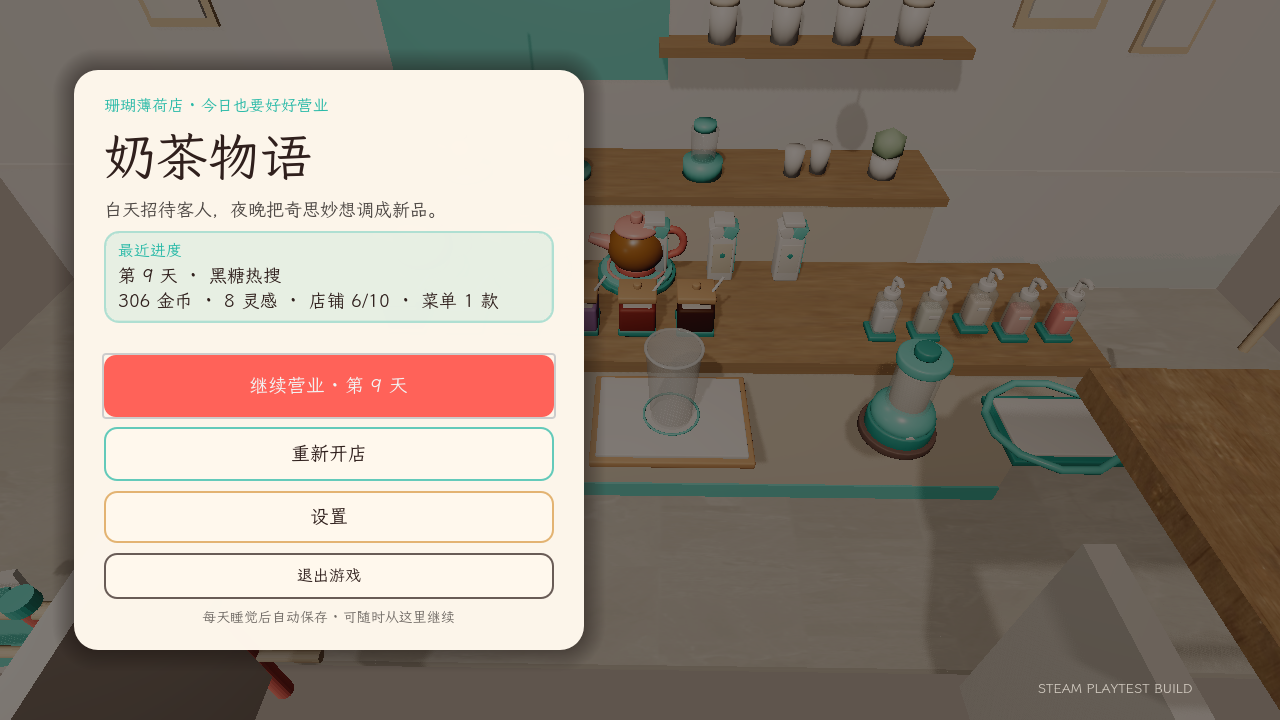 珊瑚薄荷店・今日也要好好营业
奶茶物语
白天招待客人，夜晚把奇思妙想调成新品。
最近进度
第 9 天 · 黑糖热搜
306 金币 · 8 灵感 · 店铺 6/10 · 菜单 1 款
继续营业・第 9 天
重新开店
设置
退出游戏
每天睡觉后自动保存・可随时从这里继续
STEAM PLAYTEST BUILD